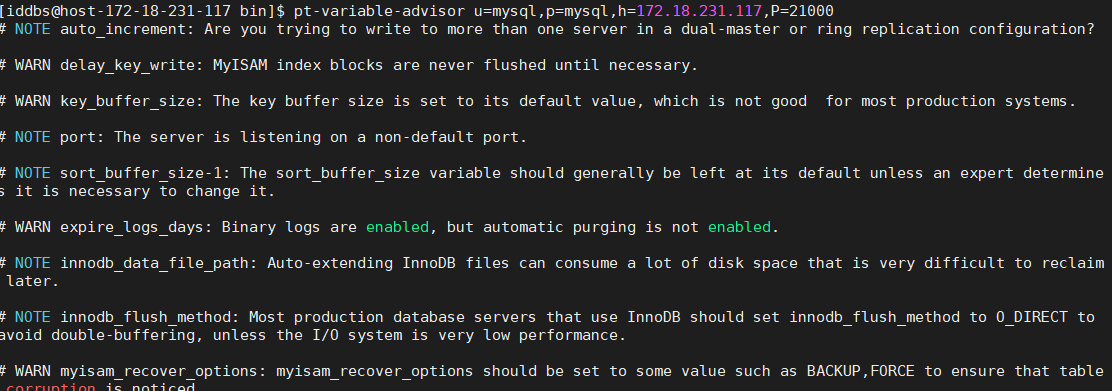 [iddbs@host-172-18-231-117 bin]$ pt-variable-advisor u=mysql,p=mysql,h=172.18.231.117,P=21000
# NOTE auto_increment: Are you trying to write to more than one server in a dual-master or ring replication configuration?
# WARN delay_key_write: MyISAM index blocks are never flushed until necessary.
# WARN key_buffer_size: The key buffer size is set to its default value, which is not good  for most production systems.
# NOTE port: The server is listening on a non-default port.
# NOTE sort_buffer_size-1: The sort_buffer_size variable should generally be left at its default unless an expert determine
s it is necessary to change it.
# WARN expire_logs_days: Binary logs are enabled, but automatic purging is not enabled.
# NOTE innodb_data_file_path: Auto-extending InnoDB files can consume a lot of disk space that is very difficult to reclaim
later.
# NOTE innodb_flush_method: Most production database servers that use InnoDB should set innodb_flush_method to O_DIRECT to
avoid double-buffering, unless the I/O system is very low performance.
# WARN myisam_recover_options: myisam_recover_options should be set to some value such as BACKUP,FORCE to ensure that table
corruption is noticed.